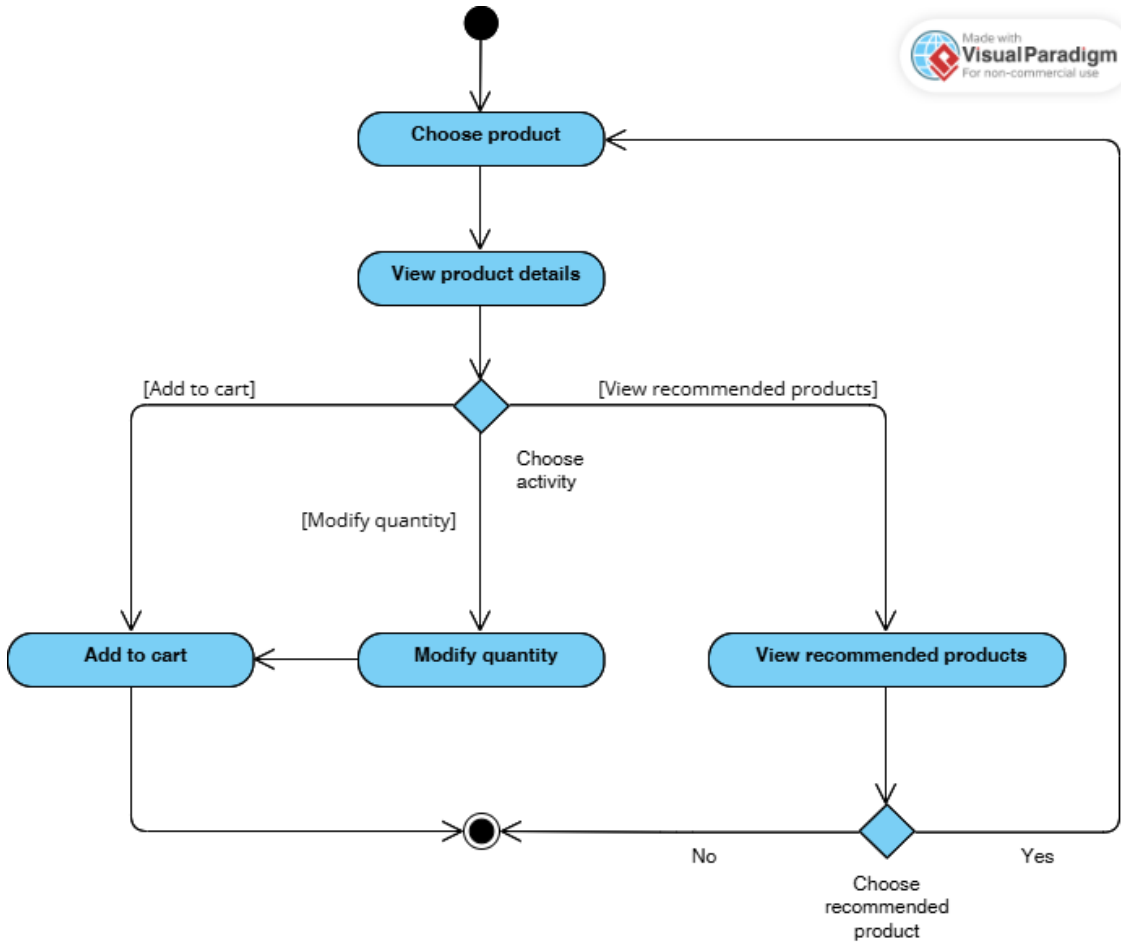 Made with
Visual Paradigm
For non-commercial use
Choose product
View product details
[Add to cart]
[View recommended products]
Choose
activity
[Modify quantity]
Add to cart
Modify quantity
View recommended products
No
Yes
Choose
recommended
product